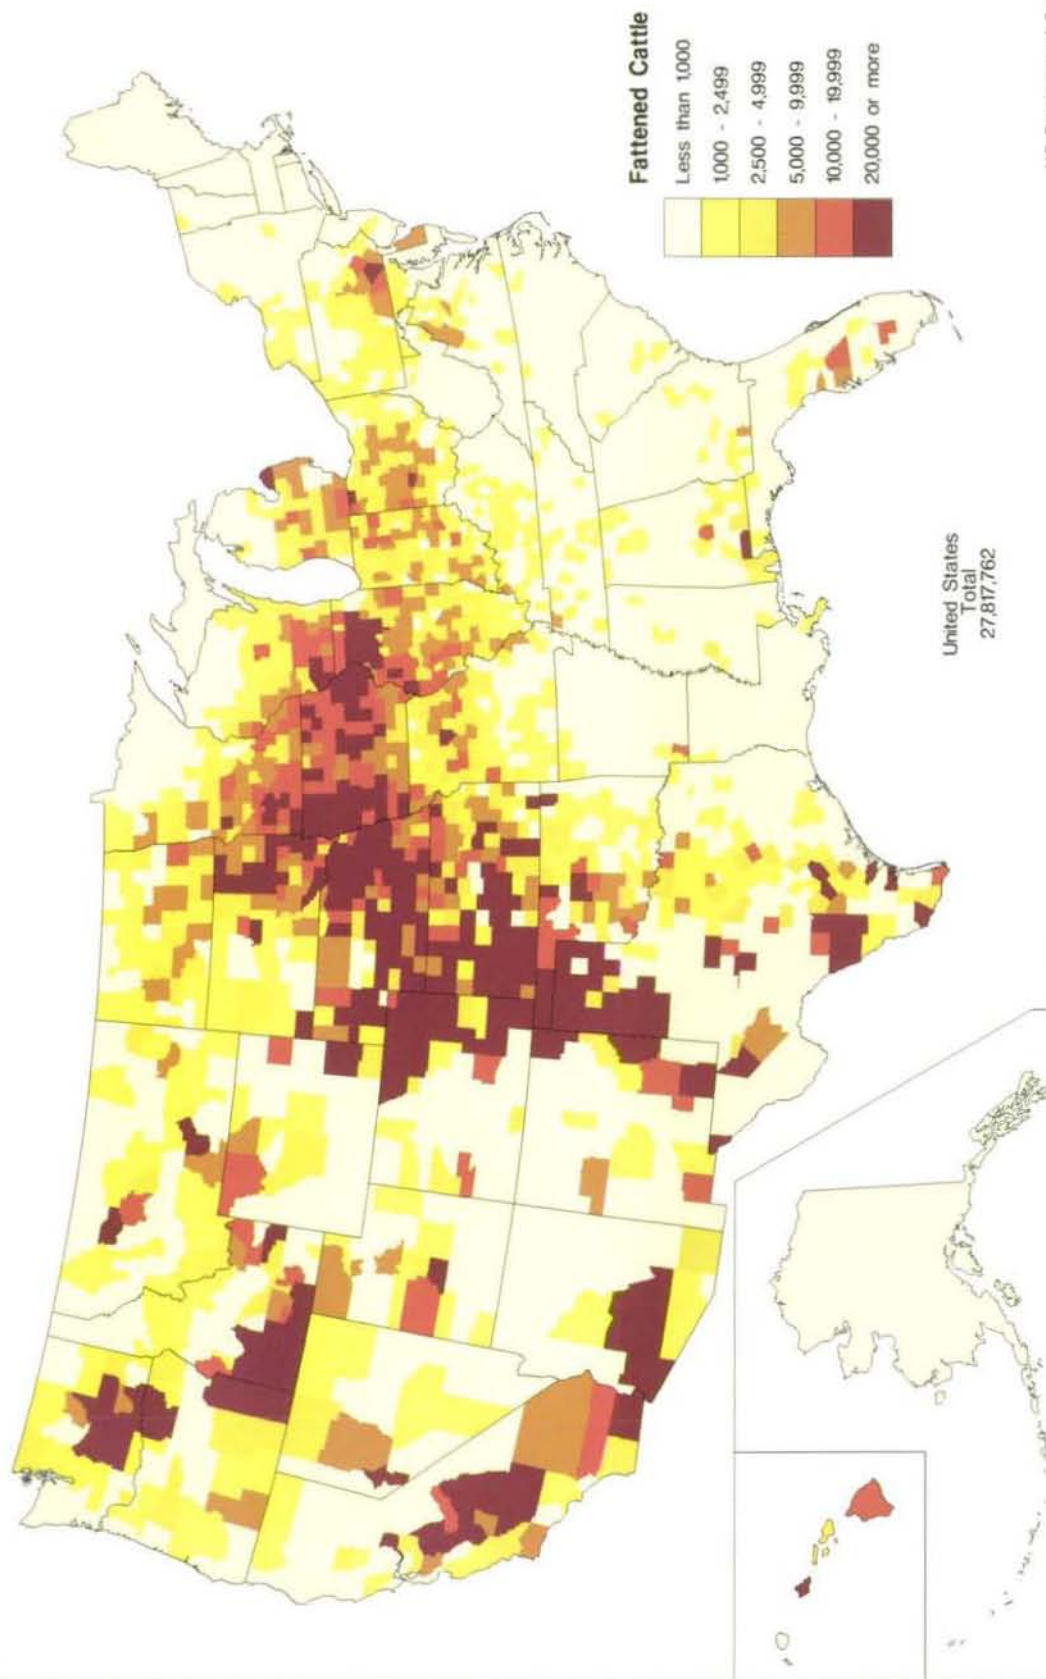 Fattened Cattle
Less than 1,000
1,000 - 2,499
2,500 - 4,999
5,000 - 9,999
10,000 - 19,999
20,000 or more
United States
Total
27,817,762